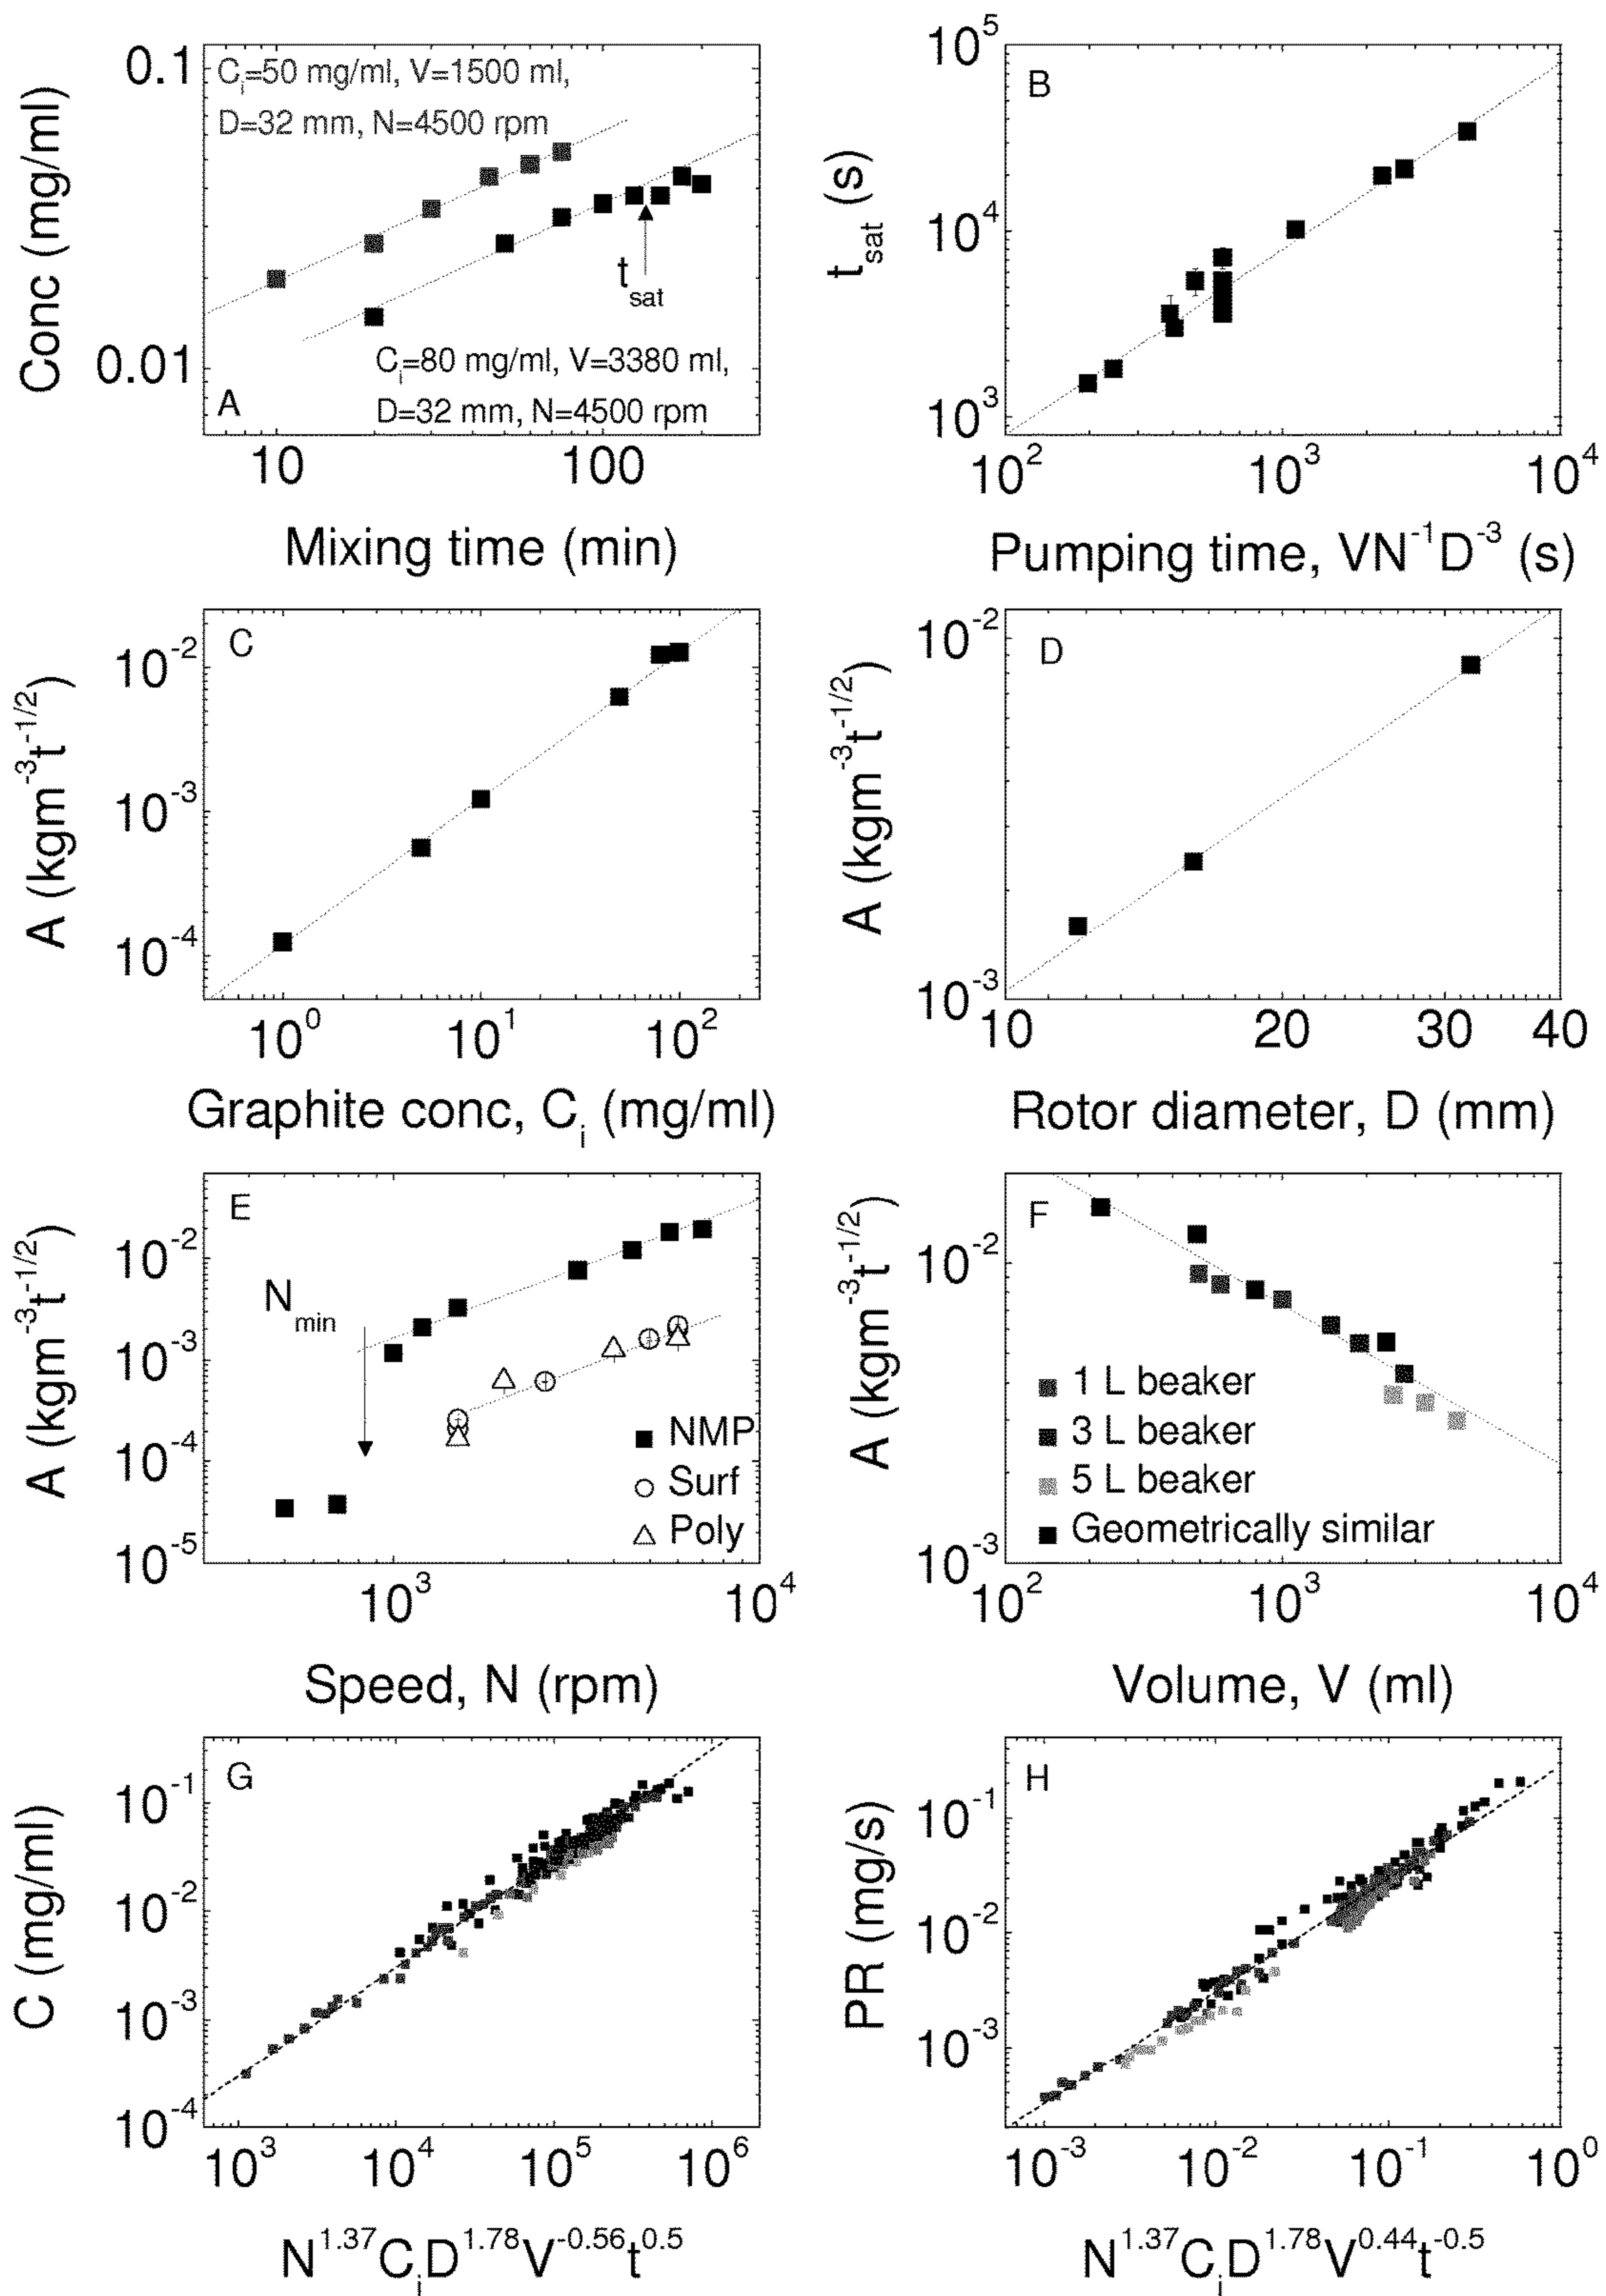 0.1
0.01
Conc (mg/ml)
C_i=50 mg/ml, V=1500 ml,
D=32 mm, N=4500 rpm
t_sat
C_i=80 mg/ml, V=3380 ml,
D=32 mm, N=4500 rpm
A
10 100
Mixing time (min)
B
10^5
10^4
10^3
t_sat (s)
10^2 10^3 10^4
Pumping time, VN^-1D^-3 (s)
C
10^-2
10^-3
10^-4
A (kgm^-3t^-1/2)
10^0 10^1 10^2
Graphite conc, C_i (mg/ml)
D
10^-2
10^-3
A (kgm^-3t^-1/2)
10 20 30 40
Rotor diameter, D (mm)
E
10^-2
10^-3
10^-4
10^-5
A (kgm^-3t^-1/2)
N_min
NMP
Surf
Poly
10^3 10^4
Speed, N (rpm)
F
10^-2
10^-3
A (kgm^-3t^-1/2)
1 L beaker
3 L beaker
5 L beaker
Geometrically similar
10^2 10^3 10^4
Volume, V (ml)
G
10^-1
10^-2
10^-3
10^-4
C (mg/ml)
10^3 10^4 10^5 10^6
N^1.37C_iD^1.78V^-0.56t^0.5
H
10^-1
10^-2
10^-3
PR (mg/s)
10^-3 10^-2 10^-1 10^0
N^1.37C_iD^1.78V^0.44t^-0.5